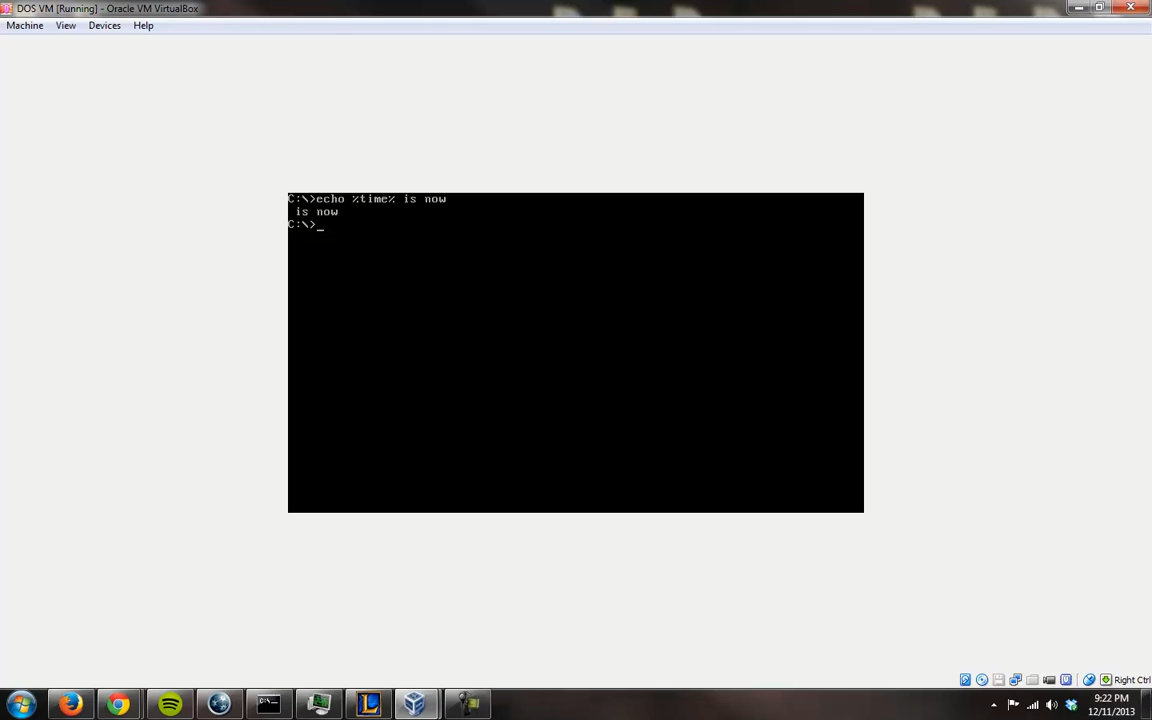 DOS VM [Running] - Oracle VM VirtualBox
Machine View Devices Help
C:\>echo %time% is now
 is now
C:\>_
Right Ctrl
9:22 PM
12/11/2013